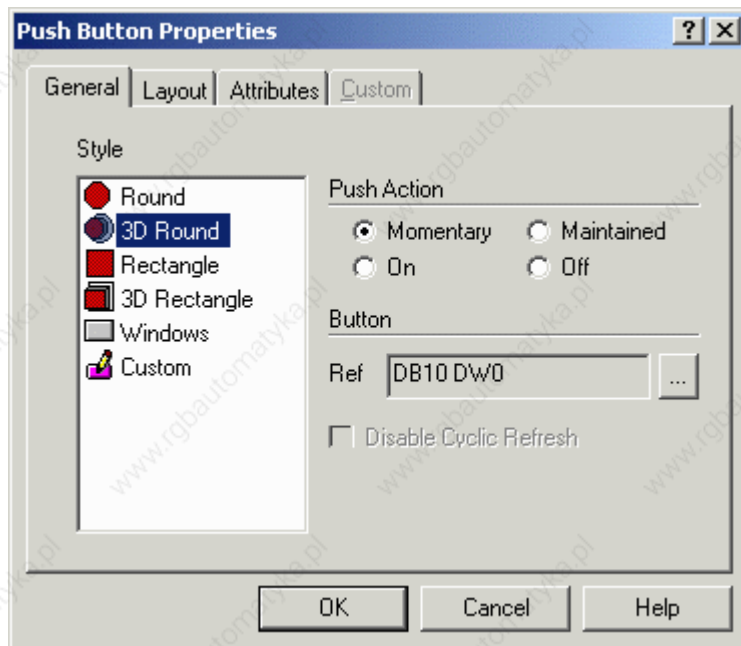 Push Button Properties
General Layout Attributes Custom
Style
Round
3D Round
Rectangle
3D Rectangle
Windows
Custom
Push Action
Momentary Maintained
On Off
Button
Ref DB10 DW0 ...
Disable Cyclic Refresh
OK Cancel Help
www.rgbautomatyka.pl